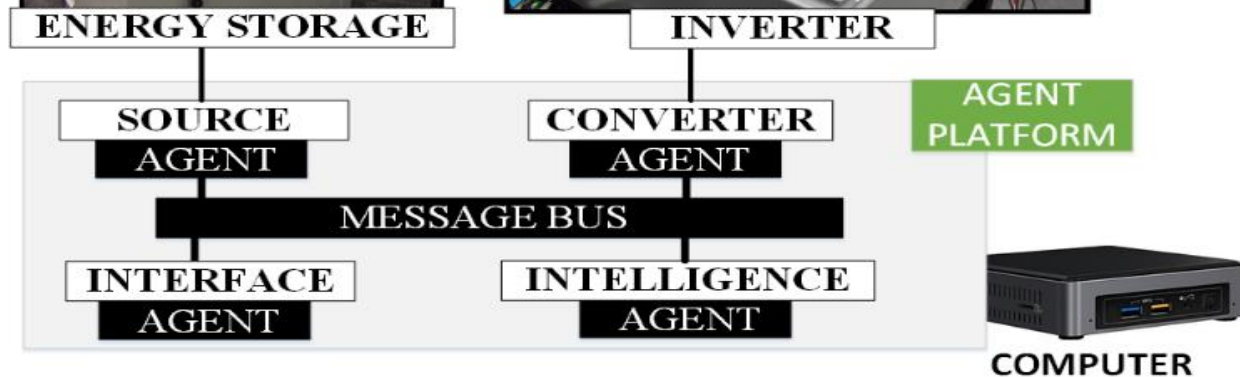 ENERGY STORAGE
INVERTER
AGENT
PLATFORM
SOURCE
AGENT
CONVERTER
AGENT
MESSAGE BUS
INTERFACE
AGENT
INTELLIGENCE
AGENT
COMPUTER